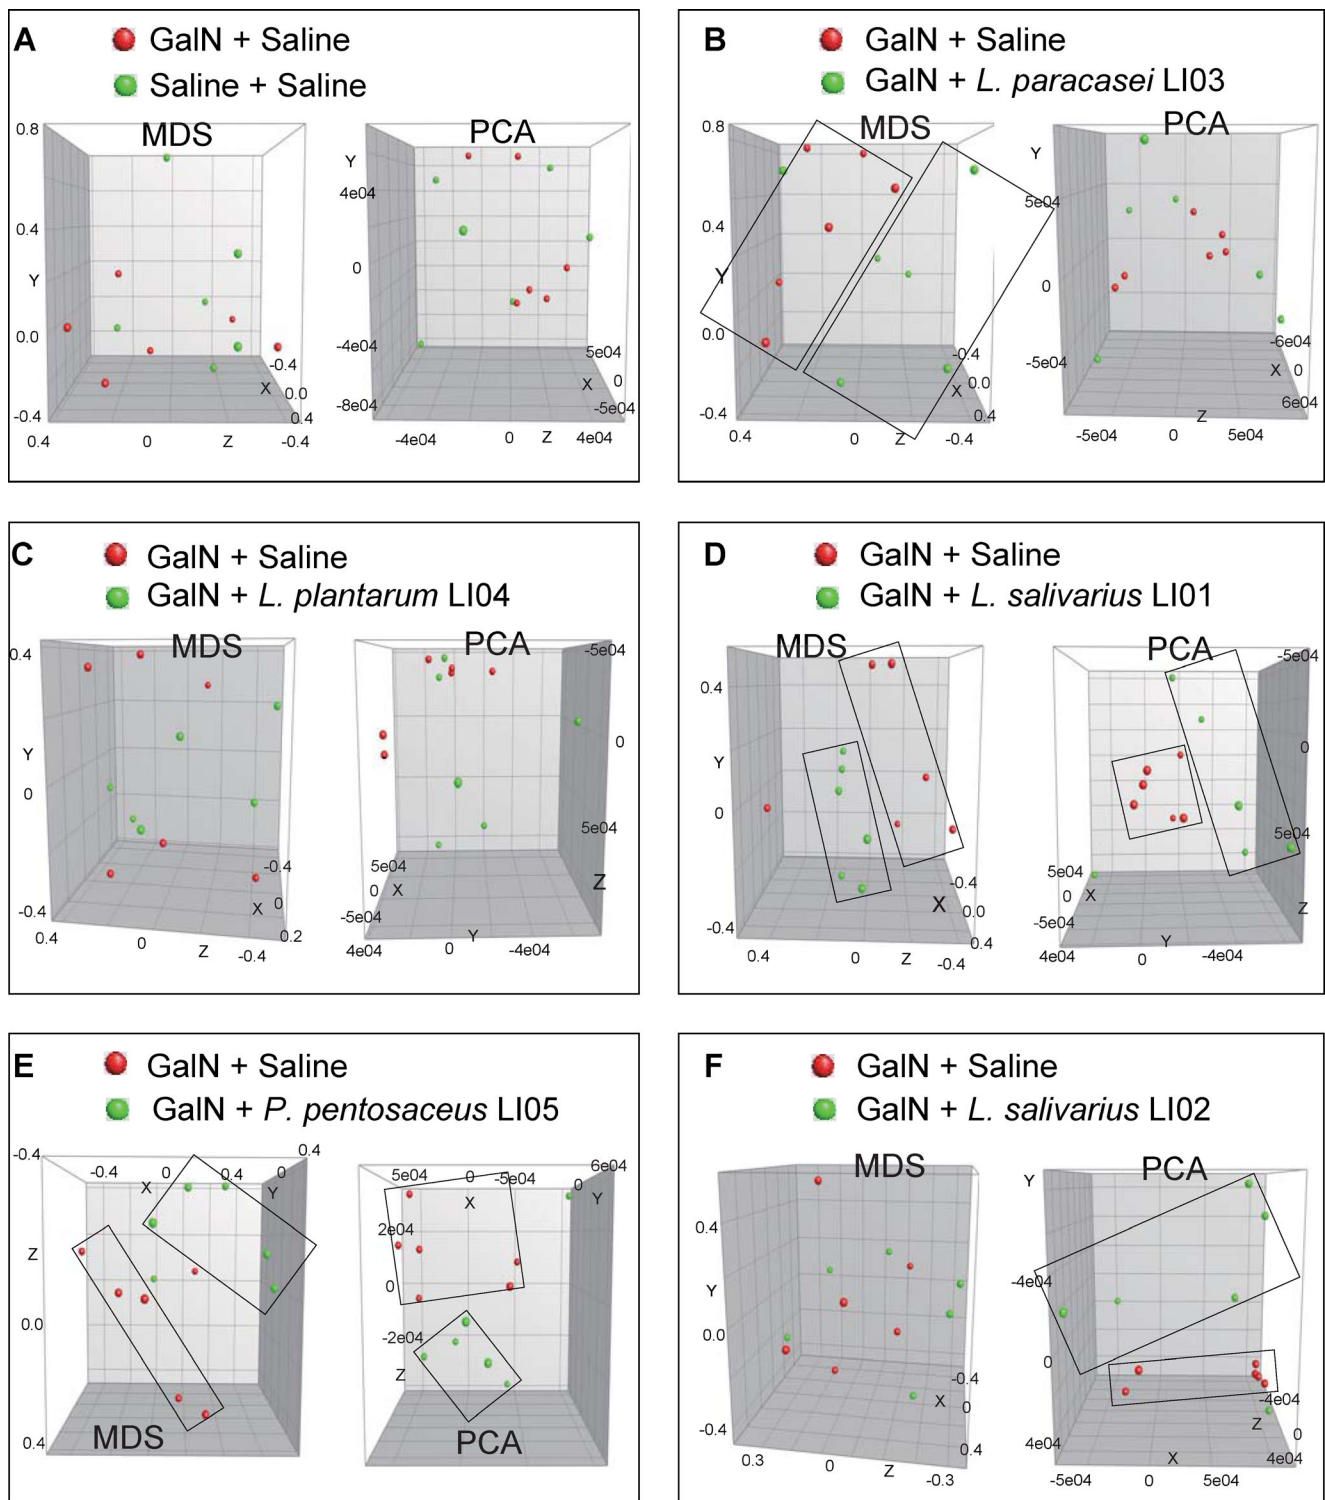 A
GalN + Saline
Saline + Saline
MDS
0.8
0.4
Y
0.0
-0.4
0.4
0
Z
-0.4
-0.4
X
0.0
0.4
PCA
Y
4e04
0
-4e04
-8e04
-4e04
0
Z
4e04
5e04
X
0
-5e04
B
GalN + Saline
GalN + L. paracasei LI03
MDS
0.8
0.4
Y
0.0
-0.4
0.4
0
Z
-0.4
-0.4
X
0.0
0.4
PCA
Y
5e04
0
-5e04
-5e04
0
5e04
Z
-6e04
X
0
6e04
C
GalN + Saline
GalN + L. plantarum LI04
MDS
0.4
Y
0
-0.4
0.4
0
Z
-0.4
-0.4
X
0
0.2
PCA
-5e04
0
5e04
Z
5e04
0
X
-5e04
4e04
0
Y
-4e04
D
GalN + Saline
GalN + L. salivarius LI01
MDS
0.4
Y
0
-0.4
0.4
0
Z
-0.4
-0.4
X
0.0
0.4
PCA
-5e04
0
5e04
Z
5e04
0
X
-5e04
4e04
0
Y
-4e04
E
GalN + Saline
GalN + P. pentosaceus LI05
-0.4
-0.4
0
0.4
X
0
0.4
Y
Z
0.0
0.4
MDS
5e04
0
-5e04
X
6e04
0
Y
2e04
0
-2e04
Z
PCA
F
GalN + Saline
GalN + L. salivarius LI02
MDS
0.4
Y
0.0
-0.4
0.3
0
Z
-0.3
-0.4
X
0
0.4
PCA
Y
-4e04
0
4e04
-5e04
0
X
5e04
-4e04
Z
0
4e04